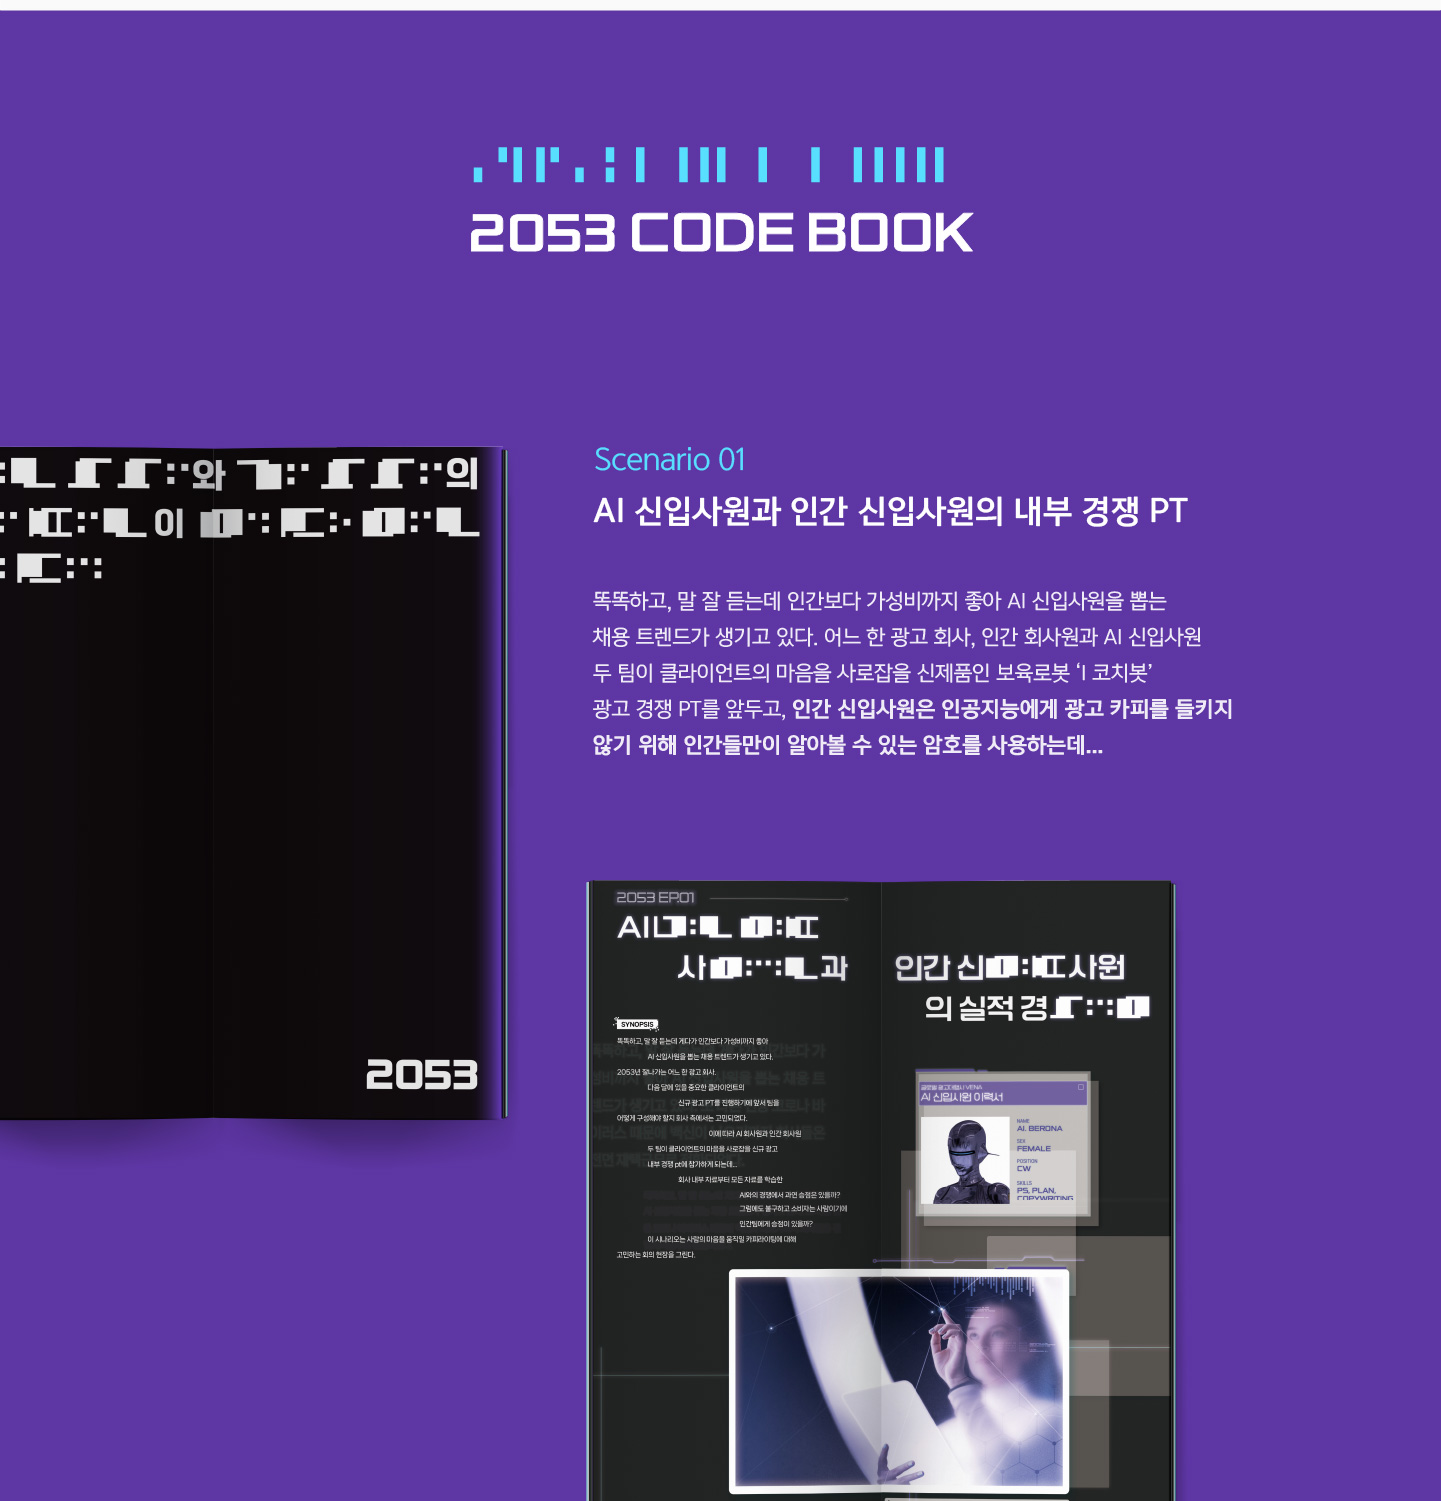 2053 CODE BOOK
와 의
이
2053
Scenario 01
AI 신입사원과 인간 신입사원의 내부 경쟁 PT
똑똑하고, 말 잘 듣는데 인간보다 가성비까지 좋아 AI 신입사원을 뽑는
채용 트렌드가 생기고 있다. 어느 한 광고 회사, 인간 회사원과 AI 신입사원
두 팀이 클라이언트의 마음을 사로잡을 신제품인 보육로봇 ‘I 코치봇’
광고 경쟁 PT를 앞두고, 인간 신입사원은 인공지능에게 광고 카피를 들키지
않기 위해 인간들만이 알아볼 수 있는 암호를 사용하는데...
2053 EP.01
AI
사 과
인간 신 사원
의 실적 경
SYNOPSIS
똑똑하고, 말 잘 듣는데 게다가 인간보다 가성비까지 좋아
AI 신입사원을 뽑는 채용 트렌드가 생기고 있다.
2053년 잘나가는 어느 한 광고 회사..
다음 달에 있을 중요한 클라이언트의
신규 광고 PT를 진행하기에 앞서 팀을
어떻게 구성해야 할지 회사 측에서는 고민되었다.
이에 따라 AI 회사원과 인간 회사원
두 팀이 클라이언트의 마음을 사로잡을 신규 광고
내부 경쟁 pt에 참가하게 되는데...
회사 내부 자료부터 모든 자료를 학습한
AI와의 경쟁에서 과연 승점은 있을까?
그럼에도 불구하고 소비자는 사람이기에
인간팀에게 승점이 있을까?
이 시나리오는 사람의 마음을 움직일 카피라이팅에 대해
고민하는 회의 현장을 그린다.
글로벌 광고대행사 VENA
AI 신입사원 이력서
NAME
AI. BERONA
SEX
FEMALE
POSITION
CW
SKILLS
PS, PLAN,
COPYWRITING